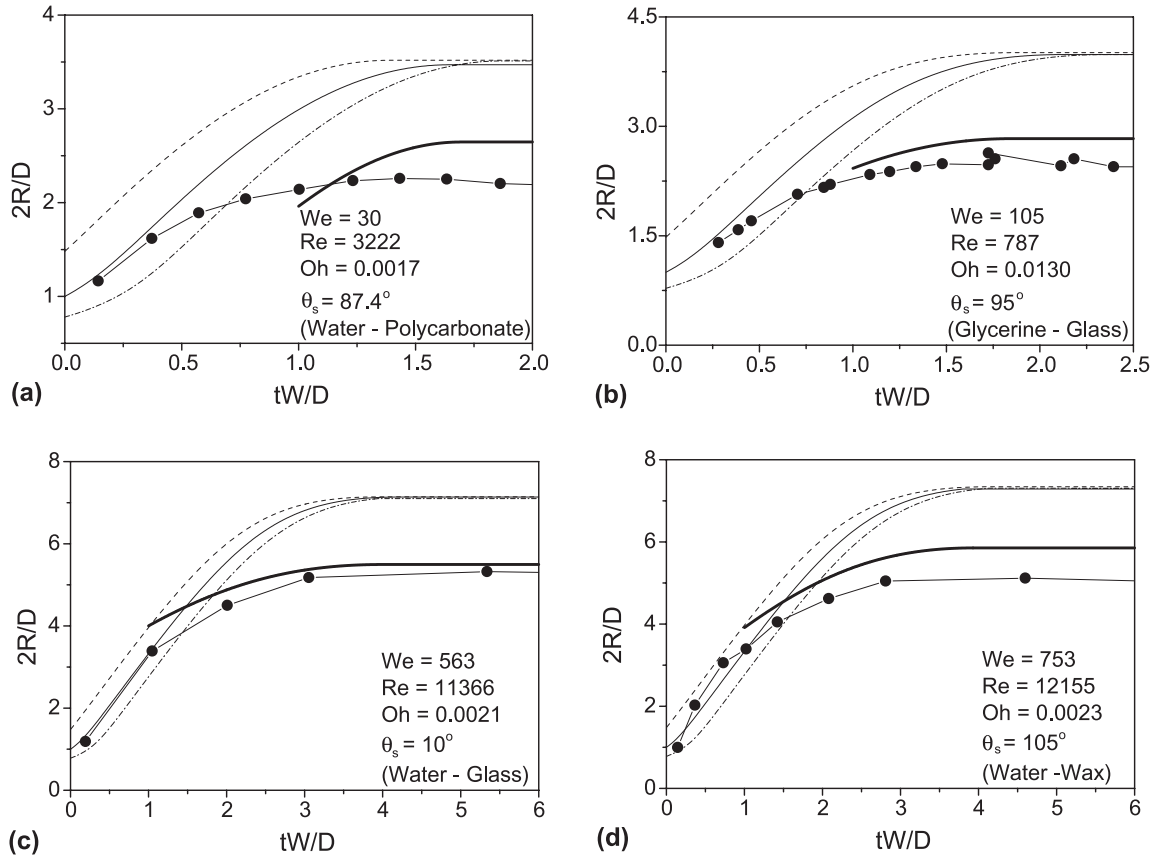 4
3
2
1
2R/D
We = 30
Re = 3222
Oh = 0.0017
θs = 87.4°
(Water - Polycarbonate)
0.0 0.5 1.0 1.5 2.0
(a)
tW/D
4.5
3.0
1.5
0.0
2R/D
We = 105
Re = 787
Oh = 0.0130
θs = 95°
(Glycerine - Glass)
0.0 0.5 1.0 1.5 2.0 2.5
(b)
tW/D
8
6
4
2
0
2R/D
We = 563
Re = 11366
Oh = 0.0021
θs = 10°
(Water - Glass)
0 1 2 3 4 5 6
(c)
tW/D
8
6
4
2
0
2R/D
We = 753
Re = 12155
Oh = 0.0023
θs = 105°
(Water -Wax)
0 1 2 3 4 5 6
(d)
tW/D